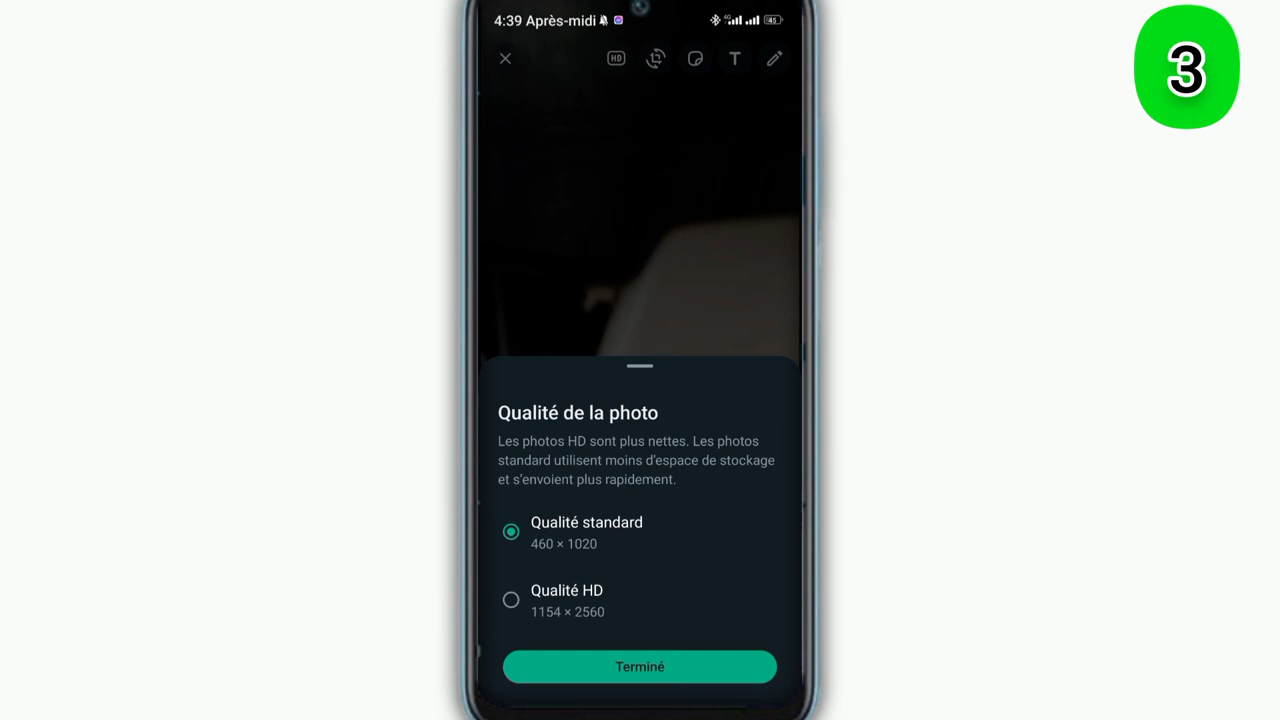 4:39 Après-midi
45
HD
T
3
Qualité de la photo
Les photos HD sont plus nettes. Les photos
standard utilisent moins d’espace de stockage
et s’envoient plus rapidement.
Qualité standard
460 × 1020
Qualité HD
1154 × 2560
Terminé